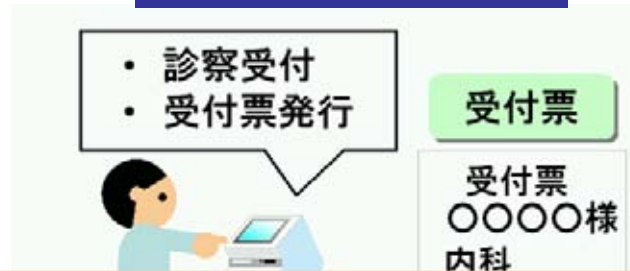 ・ 診察受付
・ 受付票発行
受付票
受付票
〇〇〇〇様
内科